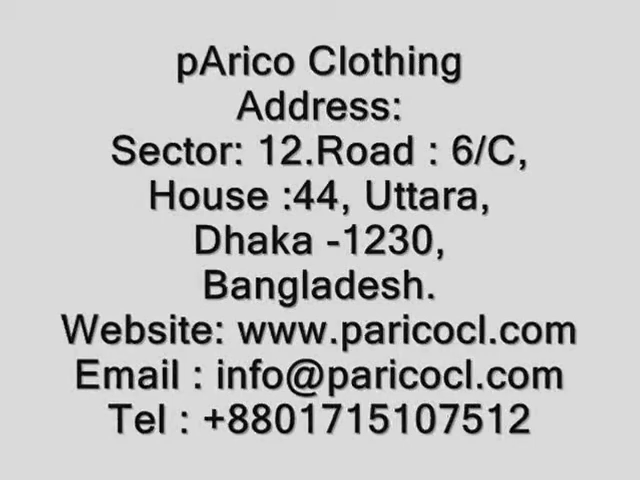 pArico Clothing
Address:
Sector: 12.Road : 6/C,
House :44, Uttara,
Dhaka -1230,
Bangladesh.
Website: www.paricocl.com
Email : info@paricocl.com
Tel : +8801715107512